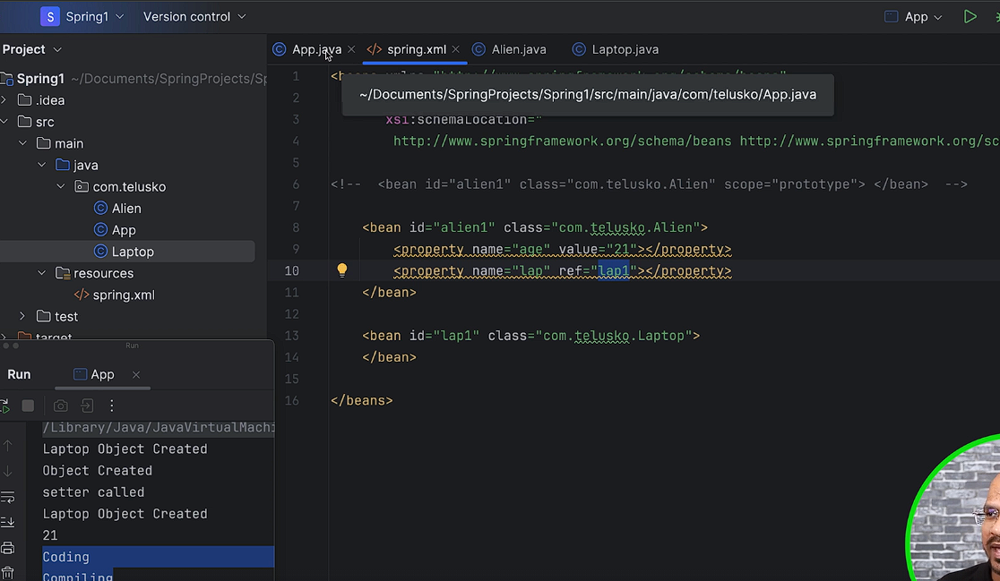 S Spring1 Version control App
Project
App.java spring.xml Alien.java Laptop.java
Spring1 ~/Documents/SpringProjects/Sp
.idea
src
main
java
com.telusko
Alien
App
Laptop
resources
spring.xml
test
target
1
2
~/Documents/SpringProjects/Spring1/src/main/java/com/telusko/App.java
3 xsi:schemaLocation="
4 http://www.springframework.org/schema/beans http://www.springframework.org/sc
5
6 <!-- <bean id="alien1" class="com.telusko.Alien" scope="prototype"> </bean> -->
7
8 <bean id="alien1" class="com.telusko.Alien">
9 <property name="age" value="21"></property>
10 <property name="lap" ref="lap1"></property>
11 </bean>
12
13 <bean id="lap1" class="com.telusko.Laptop">
14 </bean>
15
16 </beans>
Run
Run App
/Library/Java/JavaVirtualMachi
Laptop Object Created
Object Created
setter called
Laptop Object Created
21
Coding
Compiling